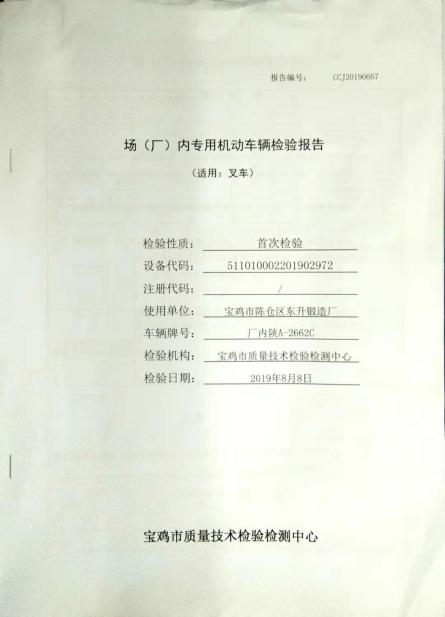 报告编号： CCJ20190667
场（厂）内专用机动车辆检验报告
（适用：叉车）
检验性质： 首次检验
设备代码： 511010002201902972
注册代码： /
使用单位： 宝鸡市陈仓区东升锻造厂
车辆牌号： 厂内陕A-2662C
检验机构： 宝鸡市质量技术检验检测中心
检验日期： 2019年8月8日
宝鸡市质量技术检验检测中心